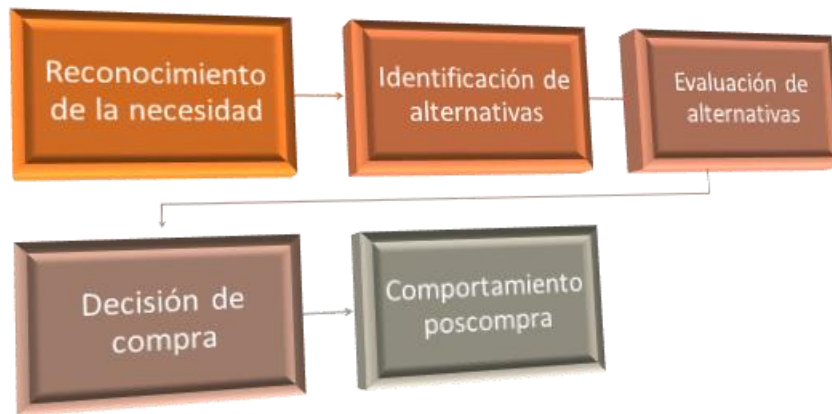 Reconocimiento
de la necesidad
Identificación de
alternativas
Evaluación de
alternativas
Decisión de
compra
Comportamiento
poscompra